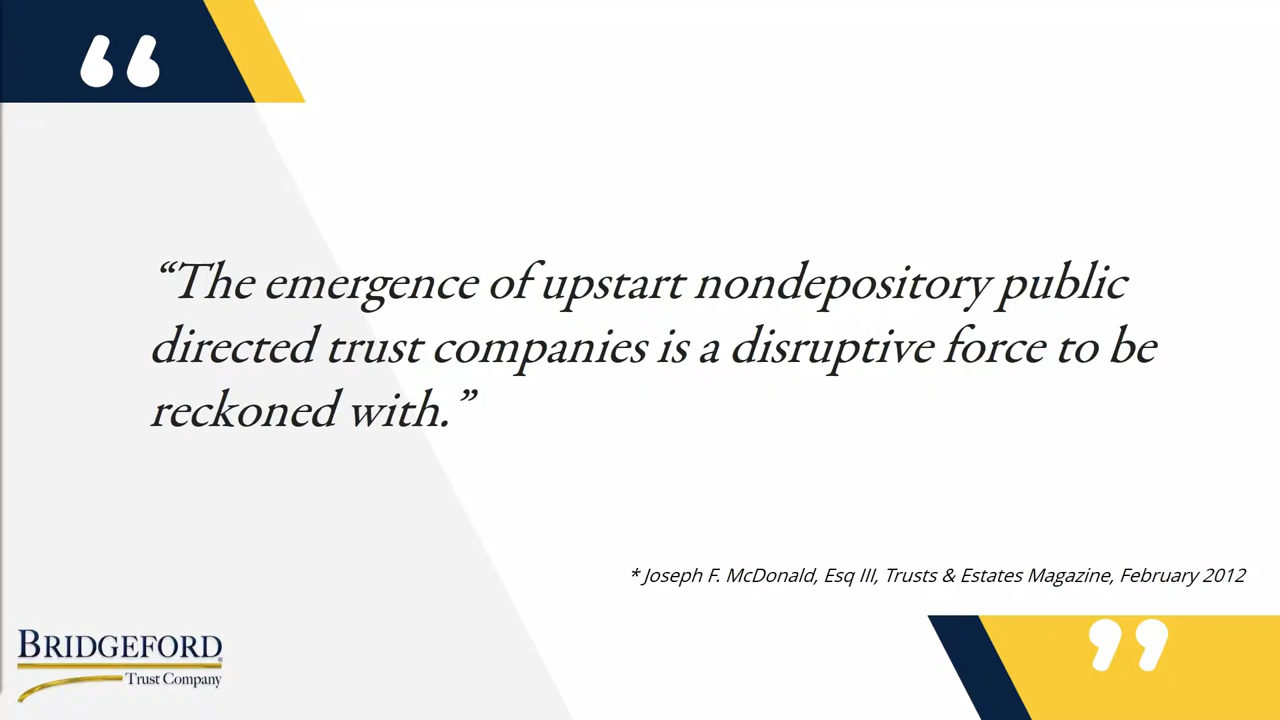 “The emergence of upstart nondepository public
directed trust companies is a disruptive force to be
reckoned with.”
* Joseph F. McDonald, Esq III, Trusts & Estates Magazine, February 2012
BRIDGEFORD®
Trust Company